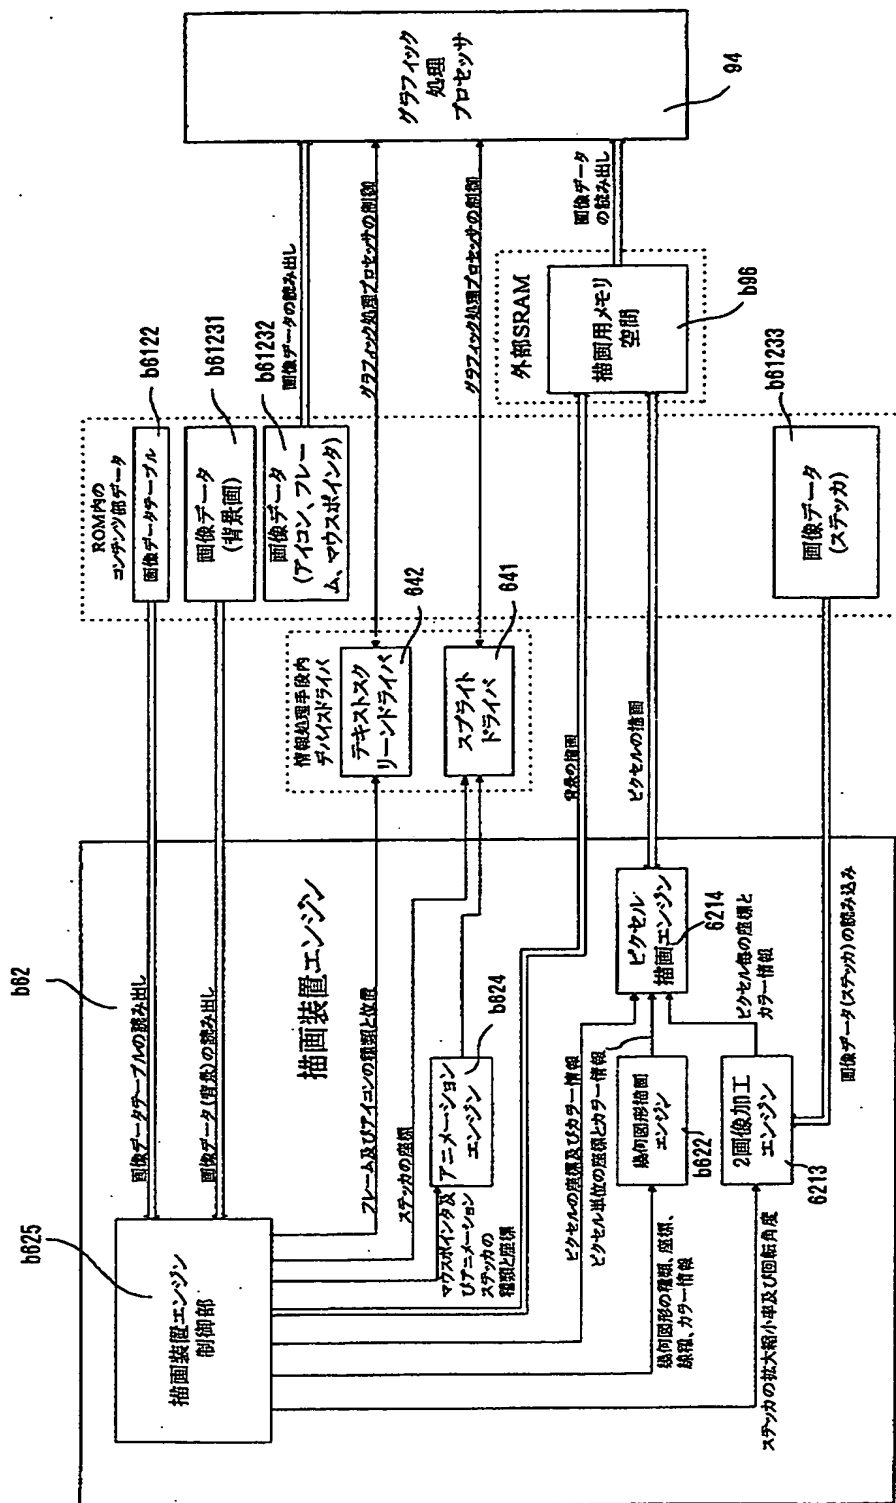 b62
描画装置エンジン
b625
描画装置エンジン
制御部
画像データテーブルの読み出し
画像データ(背景)の読み出し
フレーム及びアイコンの種類と位置
ステッカの座標
マウスポインタ及
びアニメーション
ステッカの
種類と座標
アニメーション
エンジン
b624
ピクセルの座標及びカラー情報
ピクセル単位の座標とカラー情報
幾何図形の種類、座標、
線種、カラー情報
幾何図形描画
エンジン
b622
ステッカの拡大縮小率及び回転角度
2画像加工
エンジン
6213
ピクセル
描画エンジン
6214
ピクセル毎の座標と
カラー情報
画像データ(ステッカ)の読み込み
背景の描画
ピクセルの描画
情報処理手段内
デバイスドライバ
テキストスク
リーンドライバ
642
スプライト
ドライバ
641
ROM内の
コンテンツ部データ
画像データテーブル
b6122
画像データ
(背景画)
b61231
画像データ
(アイコン、フレー
ム、マウスポインタ)
b61232
画像データ
(ステッカ)
b61233
画像データの読み出し
グラフィック処理プロセッサの制御
グラフィック処理プロセッサの制御
外部SRAM
描画用メモリ
空間
b96
画像データ
の読み出し
グラフィック
処理
プロセッサ
94